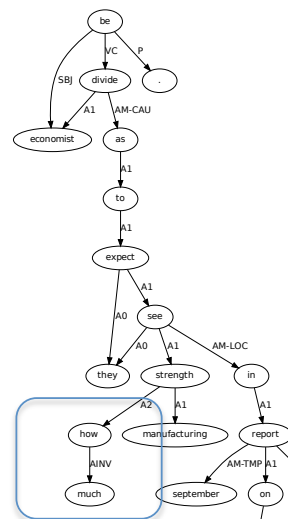 be
SBJ VC P
divide .
A1 AM-CAU
economist as
A1
to
A1
expect
A1
see
A0 A0 A1 AM-LOC
they strength in
A2 A1 A1
how manufacturing report
AINV AM-TMP A1
much september on